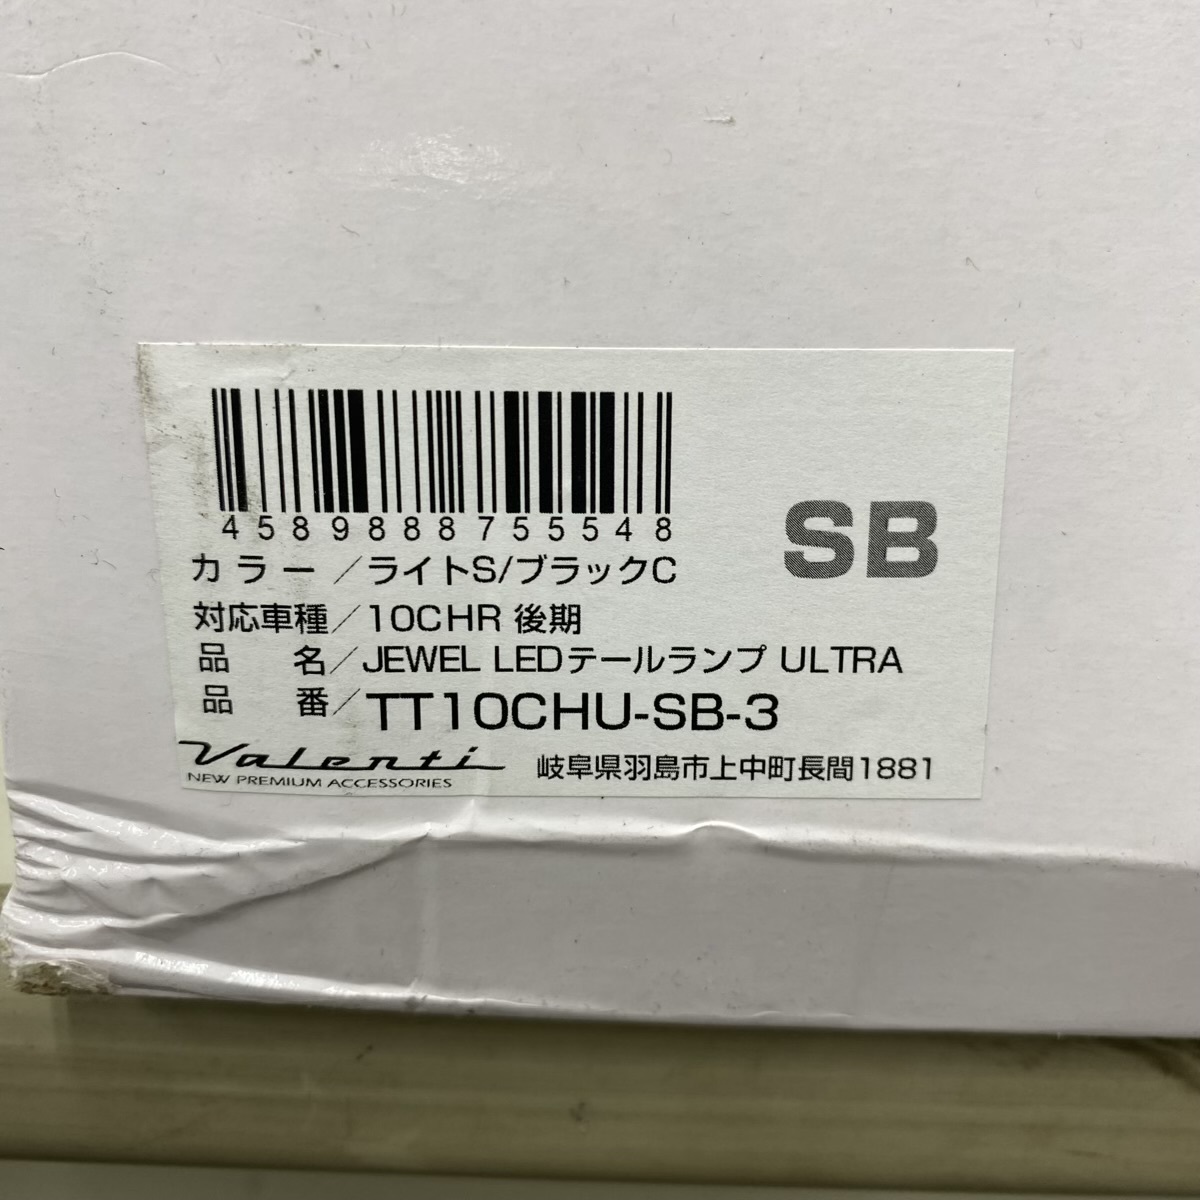 4589888755548
SB
カラー／ライトS/ブラックC
対応車種／10CHR 後期
品　名／JEWEL LEDテールランプ ULTRA
品　番／TT10CHU-SB-3
Valenti
NEW PREMIUM ACCESSORIES
岐阜県羽島市上中町長間1881